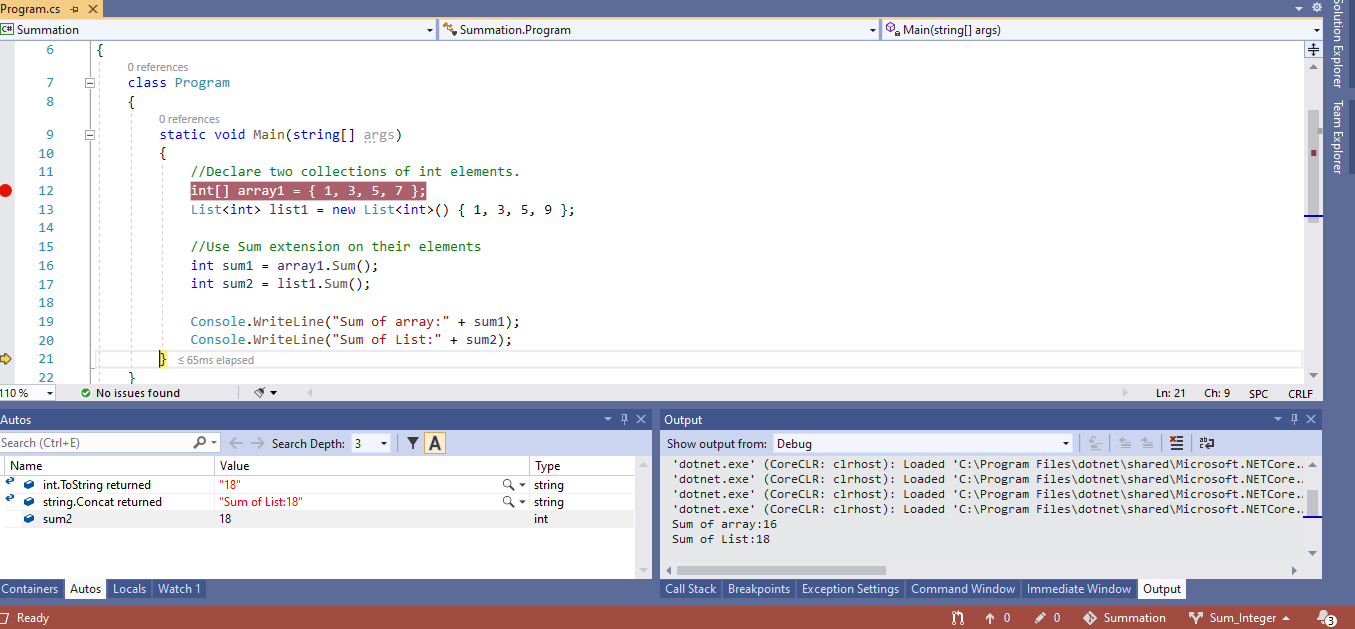 Program.cs
Summation Summation.Program Main(string[] args)
6 {
0 references
7 class Program
8 {
0 references
9 static void Main(string[] args)
10 {
11 //Declare two collections of int elements.
12 int[] array1 = { 1, 3, 5, 7 };
13 List<int> list1 = new List<int>() { 1, 3, 5, 9 };
14
15 //Use Sum extension on their elements
16 int sum1 = array1.Sum();
17 int sum2 = list1.Sum();
18
19 Console.WriteLine("Sum of array:" + sum1);
20 Console.WriteLine("Sum of List:" + sum2);
21 } ≤ 65ms elapsed
22 }
110 % No issues found Ln: 21 Ch: 9 SPC CRLF
Solution Explorer
Team Explorer
Autos
Search (Ctrl+E) Search Depth: 3 A
Name Value Type
int.ToString returned "18" string
string.Concat returned "Sum of List:18" string
sum2 18 int
Containers Autos Locals Watch 1
Output
Show output from: Debug
'dotnet.exe' (CoreCLR: clrhost): Loaded 'C:\Program Files\dotnet\shared\Microsoft.NETCore.
'dotnet.exe' (CoreCLR: clrhost): Loaded 'C:\Program Files\dotnet\shared\Microsoft.NETCore.
'dotnet.exe' (CoreCLR: clrhost): Loaded 'C:\Program Files\dotnet\shared\Microsoft.NETCore.
'dotnet.exe' (CoreCLR: clrhost): Loaded 'C:\Program Files\dotnet\shared\Microsoft.NETCore.
Sum of array:16
Sum of List:18
Call Stack Breakpoints Exception Settings Command Window Immediate Window Output
Ready 0 0 Summation Sum_Integer 3